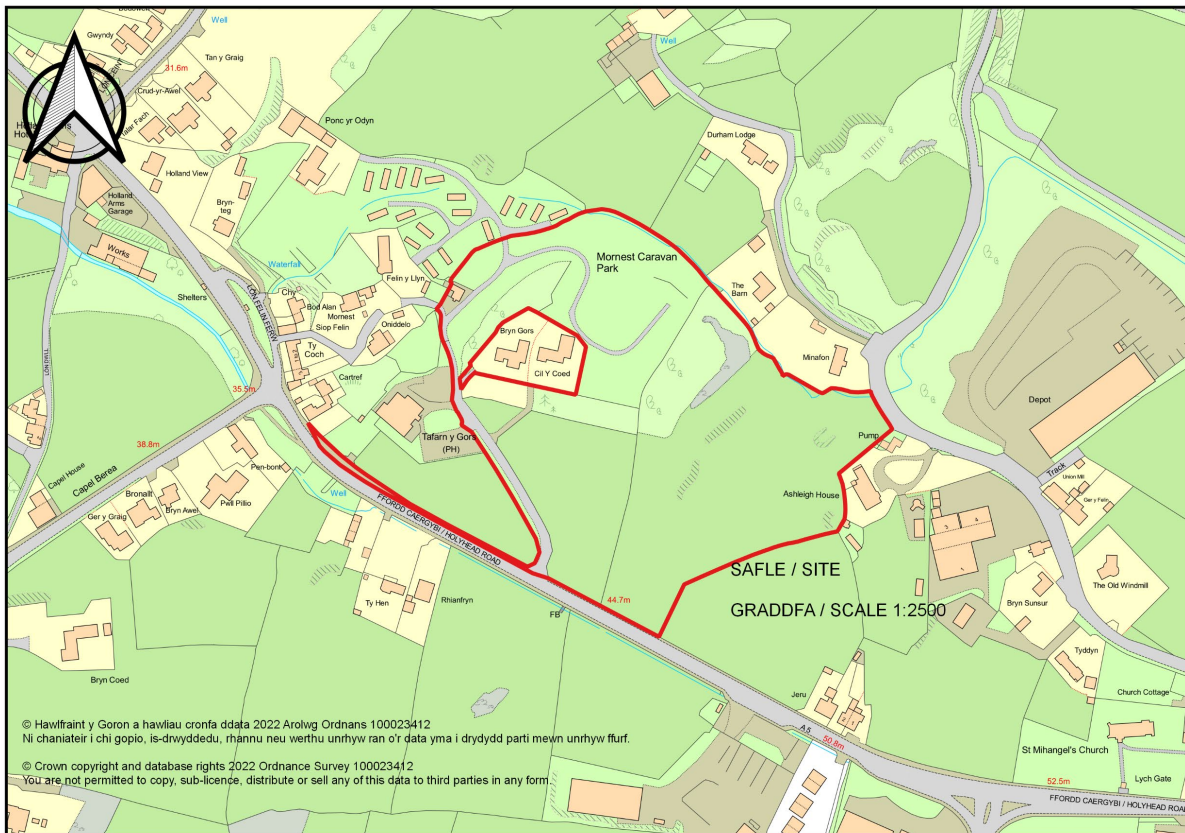 Well
Gwyndy
Tan y Graig
31.6m
Crud-yr-Awel
Ponc yr Odyn
Well
Durham Lodge
Holland View
Holland
Arms
Garage
Bryn-
teg
Works
Waterfall
Mornest Caravan
Park
Shelters
LÔN FELIN FERW
Chy
Felin y Llyn
Bod Alan
Mornest
Siop Felin
Oniddelo
The
Barn
Bryn Gors
Cil Y Coed
Minafon
Ty
Coch
Cartref
35.5m
Depot
38.8m
Tafarn y Gors
(PH)
Pump
Capel House
Capel Berea
Pen-bont
Well
Track
Union Mill
Ger y Felin
Bronallt
Bryn Awel
Pwll Pillio
Ger y Graig
Ashleigh House
3
4
FFORDD CAERGYBI / HOLYHEAD ROAD
SAFLE / SITE
The Old Windmill
Ty Hen
Rhianfryn
44.7m
FB
GRADDFA / SCALE 1:2500
Bryn Sunsur
Tyddyn
Bryn Coed
Jeru
Church Cottage
© Hawlfraint y Goron a hawliau cronfa ddata 2022 Arolwg Ordnans 100023412
Ni chaniateir i chi gopio, is-drwyddedu, rhannu neu werthu unrhyw ran o'r data yma i drydydd parti mewn unrhyw ffurf.
A 5
50.8m
St Mihangel's Church
© Crown copyright and database rights 2022 Ordnance Survey 100023412
You are not permitted to copy, sub-licence, distribute or sell any of this data to third parties in any form.
Lych Gate
52.5m
FFORDD CAERGYBI / HOLYHEAD ROAD